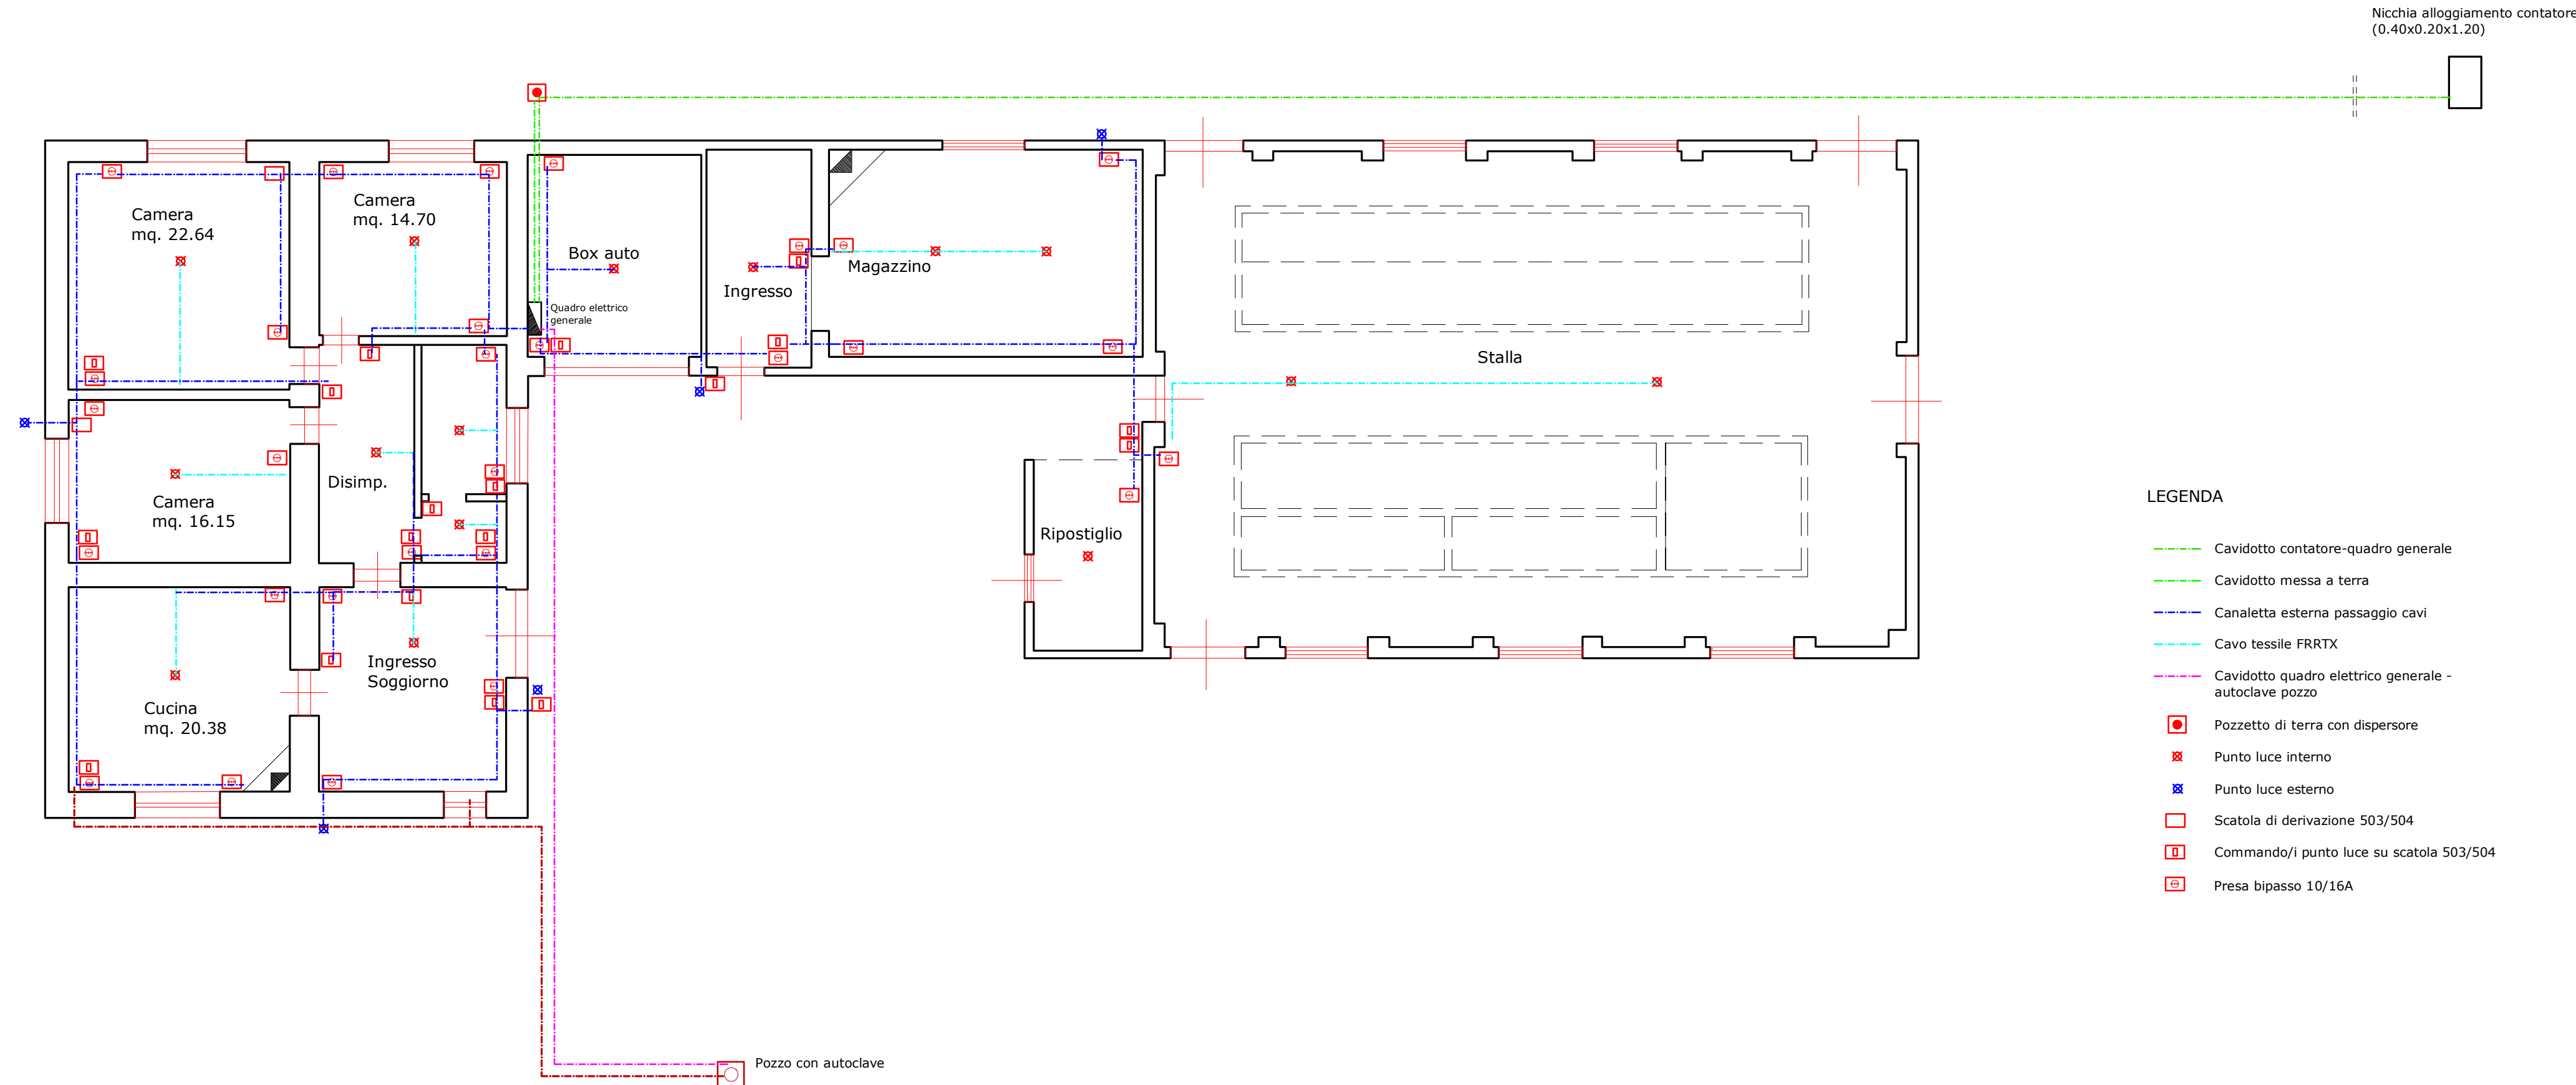 Nicchia alloggiamento contatore
(0.40x0.20x1.20)
Camera
mq. 22.64
Camera
mq. 14.70
Box auto
Quadro elettrico
generale
Ingresso
Magazzino
Stalla
Camera
mq. 16.15
Disimp.
Ripostiglio
Ingresso
Soggiorno
Cucina
mq. 20.38
Pozzo con autoclave
LEGENDA
Cavidotto contatore-quadro generale
Cavidotto messa a terra
Canaletta esterna passaggio cavi
Cavo tessile FRRTX
Cavidotto quadro elettrico generale -
autoclave pozzo
Pozzetto di terra con dispersore
Punto luce interno
Punto luce esterno
Scatola di derivazione 503/504
Commando/i punto luce su scatola 503/504
Presa bipasso 10/16A